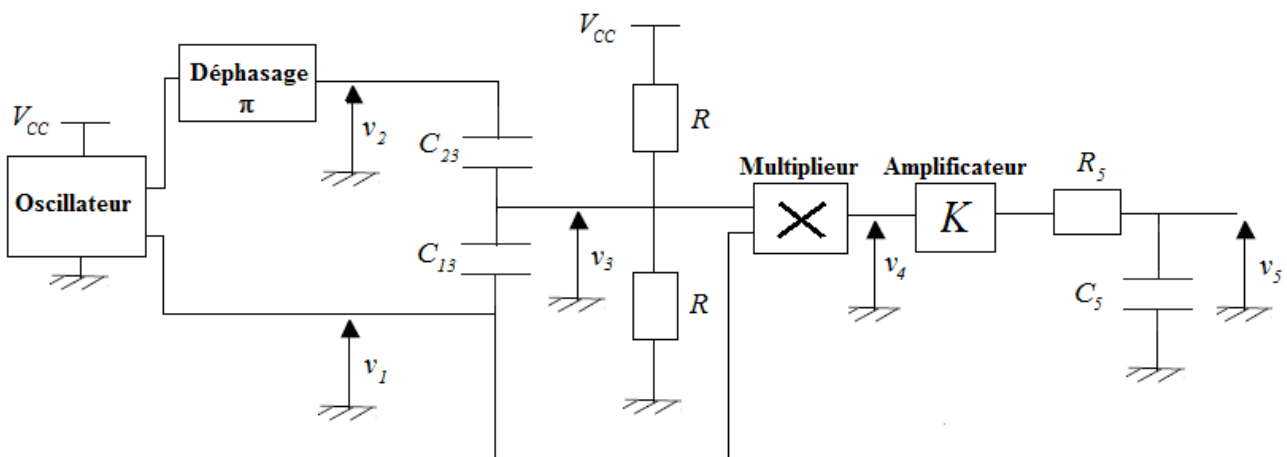 V_CC
Oscillateur
Déphasage
π
v_2
C_23
C_13
v_1
V_CC
R
v_3
R
Multiplieur
v_4
Amplificateur
K
R_5
C_5
v_5